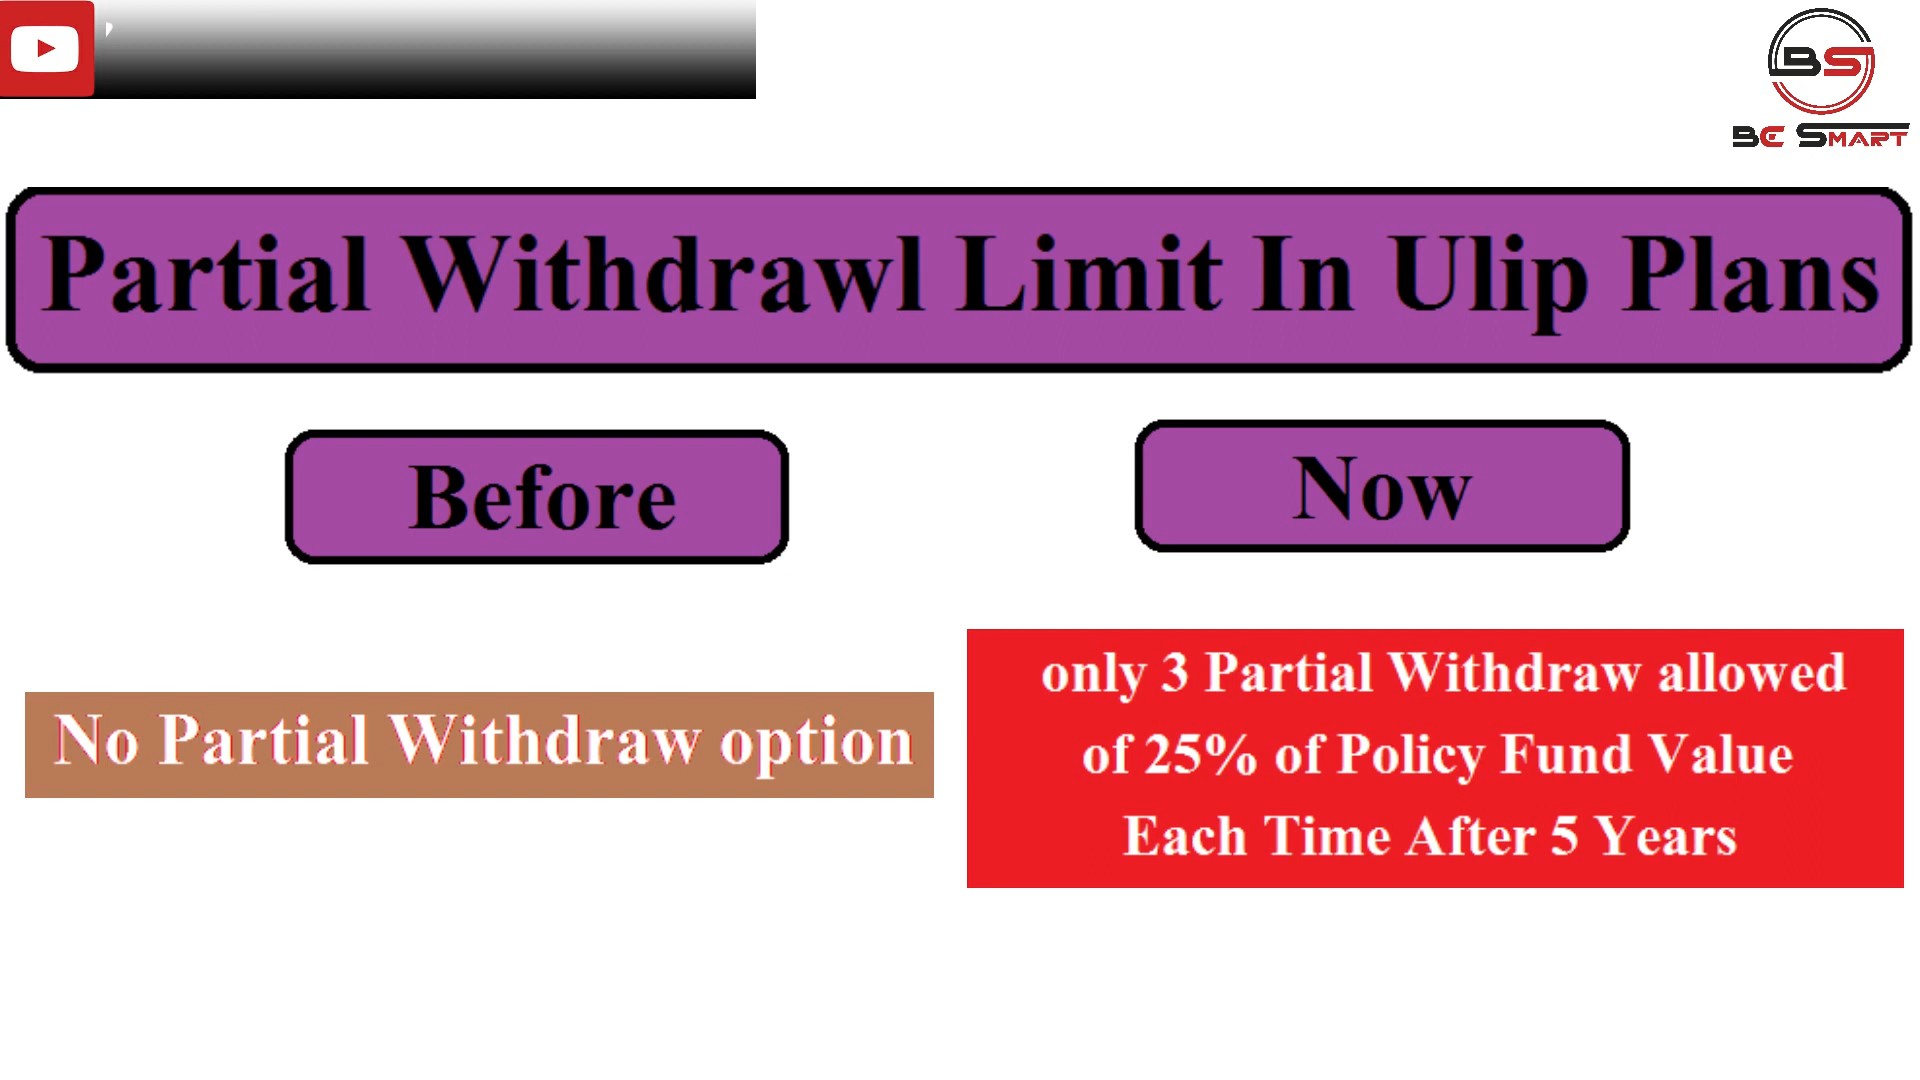 BS
BE SMART
Partial Withdrawl Limit In Ulip Plans
Before
Now
No Partial Withdraw option
only 3 Partial Withdraw allowed
of 25% of Policy Fund Value
Each Time After 5 Years